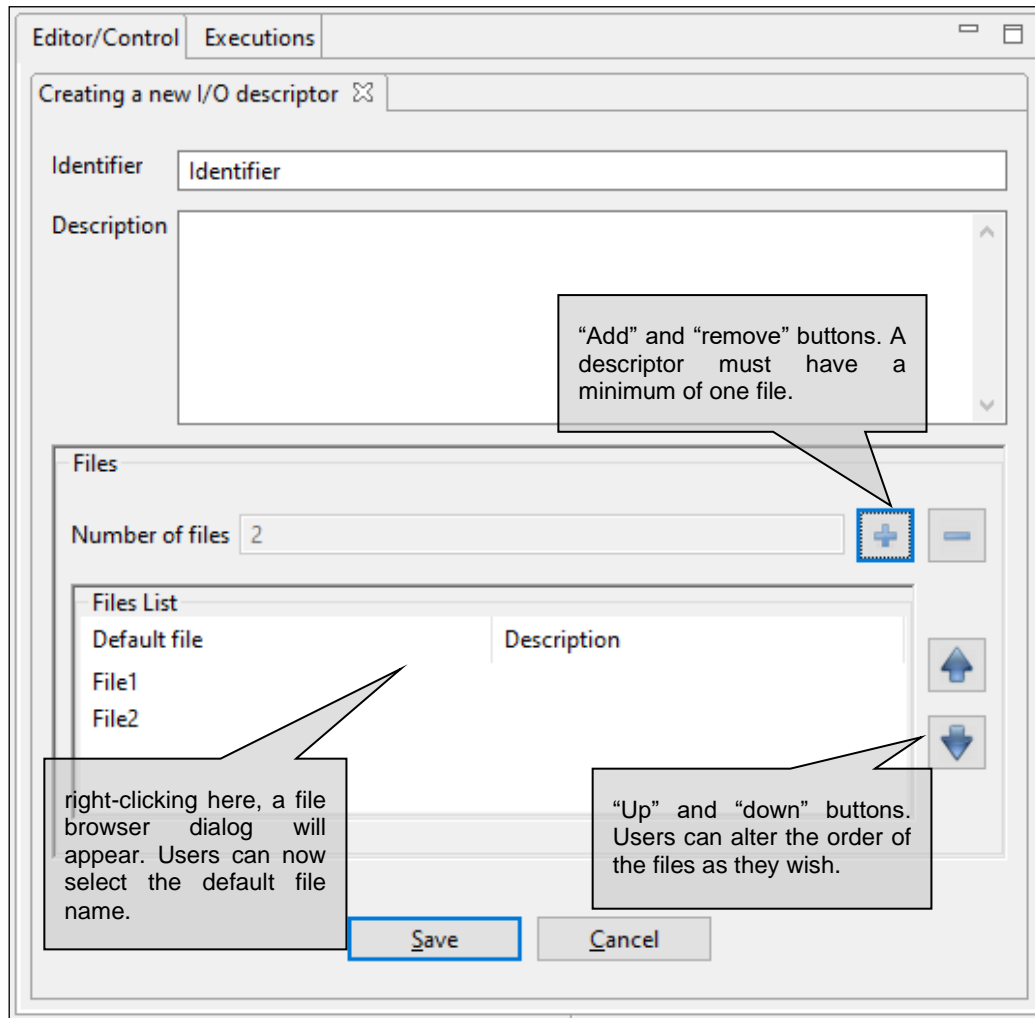 Editor/Control Executions
Creating a new I/O descriptor
Identifier Identifier
Description
“Add” and “remove” buttons. A
descriptor must have a
minimum of one file.
Files
Number of files 2
Files List
Default file Description
File1
File2
right-clicking here, a file
browser dialog will
appear. Users can now
select the default file
name.
“Up” and “down” buttons.
Users can alter the order of
the files as they wish.
Save Cancel